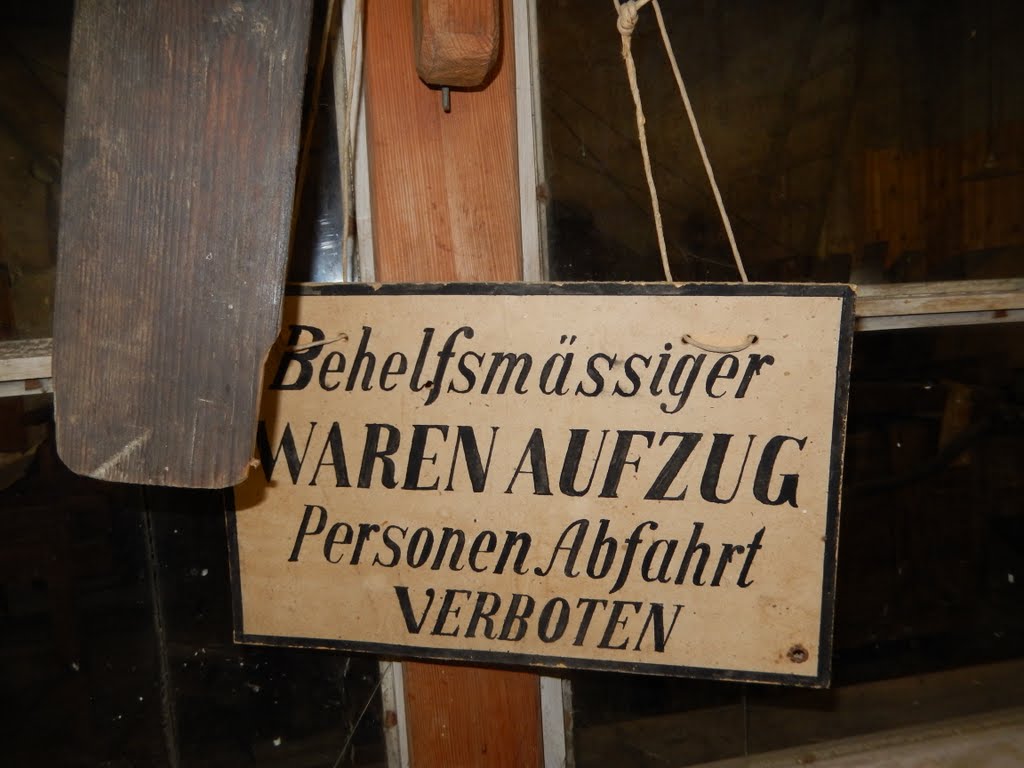 Behelfsmässiger
WAREN AUFZUG
Personen Abfahrt
VERBOTEN